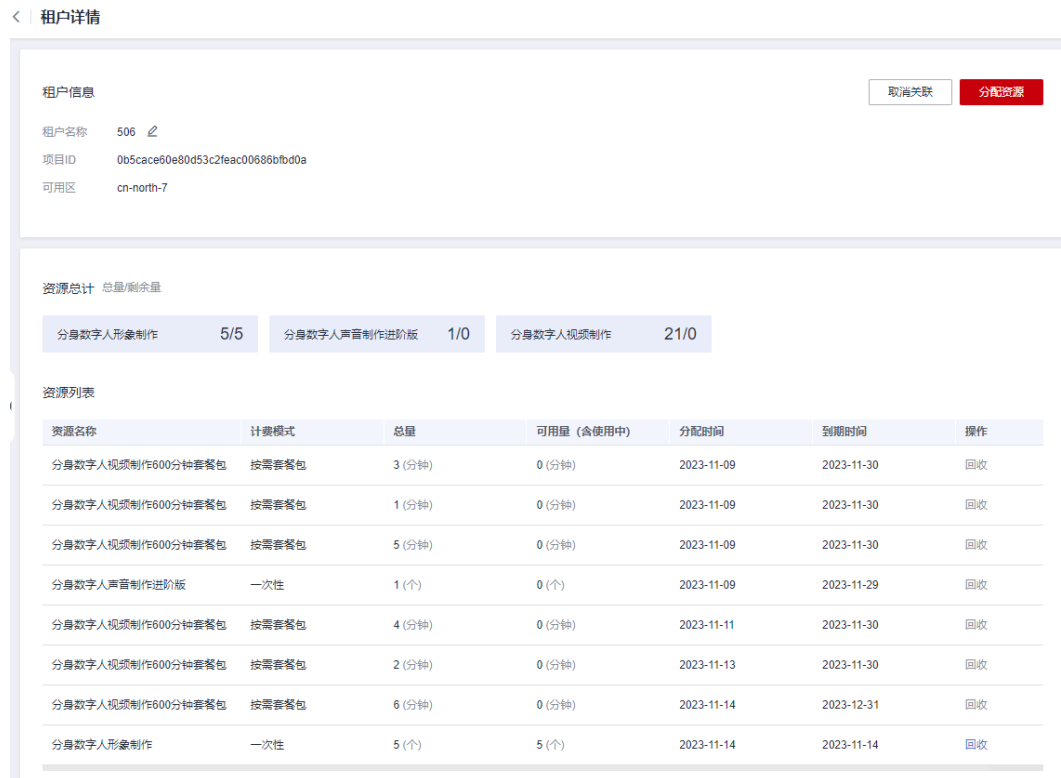 租户详情
租户信息
取消关联
分配资源
租户名称 506
项目ID 0b5cace60e80d53c2feac00686bfbd0a
可用区 cn-north-7
资源总计 总量/剩余量
分身数字人形象制作 5/5 分身数字人声音制作进阶版 1/0 分身数字人视频制作 21/0
资源列表
资源名称 计费模式 总量 可用量（含使用中） 分配时间 到期时间 操作
分身数字人视频制作600分钟套餐包 按需套餐包 3 (分钟) 0 (分钟) 2023-11-09 2023-11-30 回收
分身数字人视频制作600分钟套餐包 按需套餐包 1 (分钟) 0 (分钟) 2023-11-09 2023-11-30 回收
分身数字人视频制作600分钟套餐包 按需套餐包 5 (分钟) 0 (分钟) 2023-11-09 2023-11-30 回收
分身数字人声音制作进阶版 一次性 1 (个) 0 (个) 2023-11-09 2023-11-29 回收
分身数字人视频制作600分钟套餐包 按需套餐包 4 (分钟) 0 (分钟) 2023-11-11 2023-11-30 回收
分身数字人视频制作600分钟套餐包 按需套餐包 2 (分钟) 0 (分钟) 2023-11-13 2023-11-30 回收
分身数字人视频制作600分钟套餐包 按需套餐包 6 (分钟) 0 (分钟) 2023-11-14 2023-12-31 回收
分身数字人形象制作 一次性 5 (个) 5 (个) 2023-11-14 2023-11-14 回收